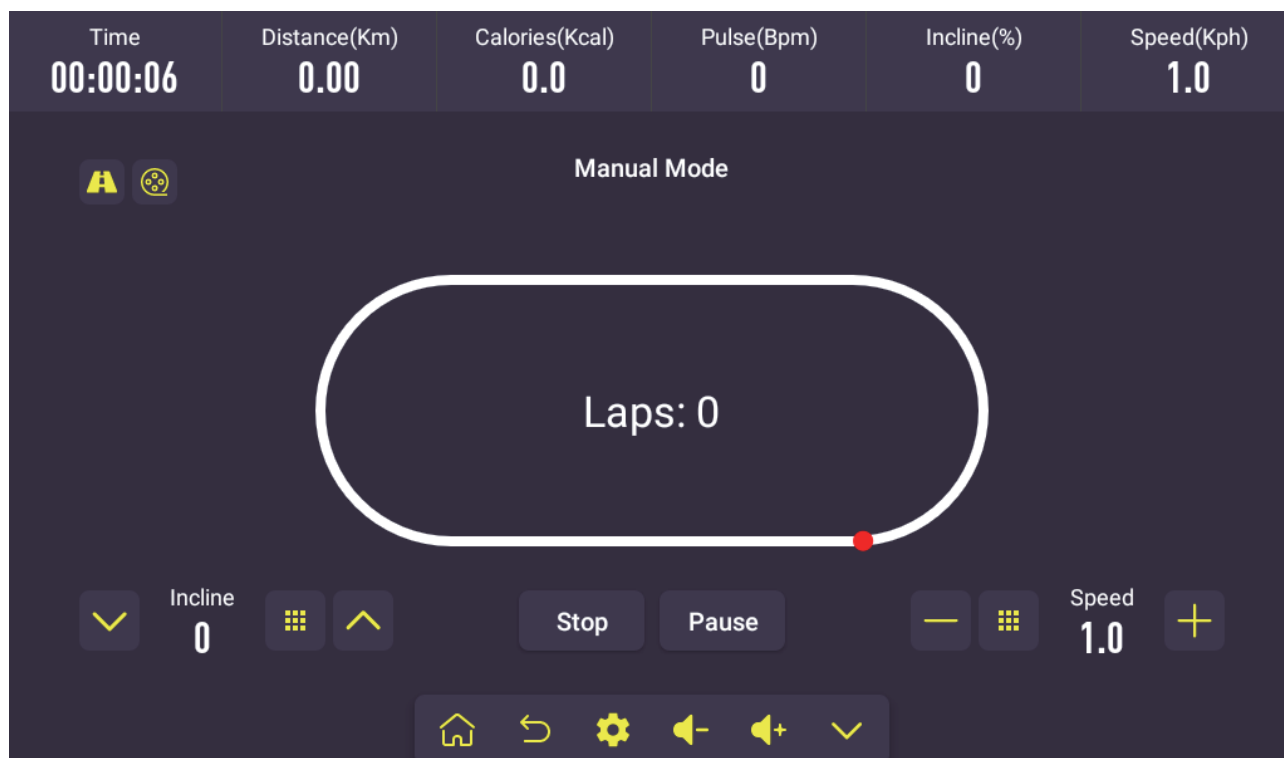 Time
00:00:06
Distance(Km)
0.00
Calories(Kcal)
0.0
Pulse(Bpm)
0
Incline(%)
0
Speed(Kph)
1.0
Manual Mode
Laps: 0
Incline
0
Stop
Pause
Speed
1.0